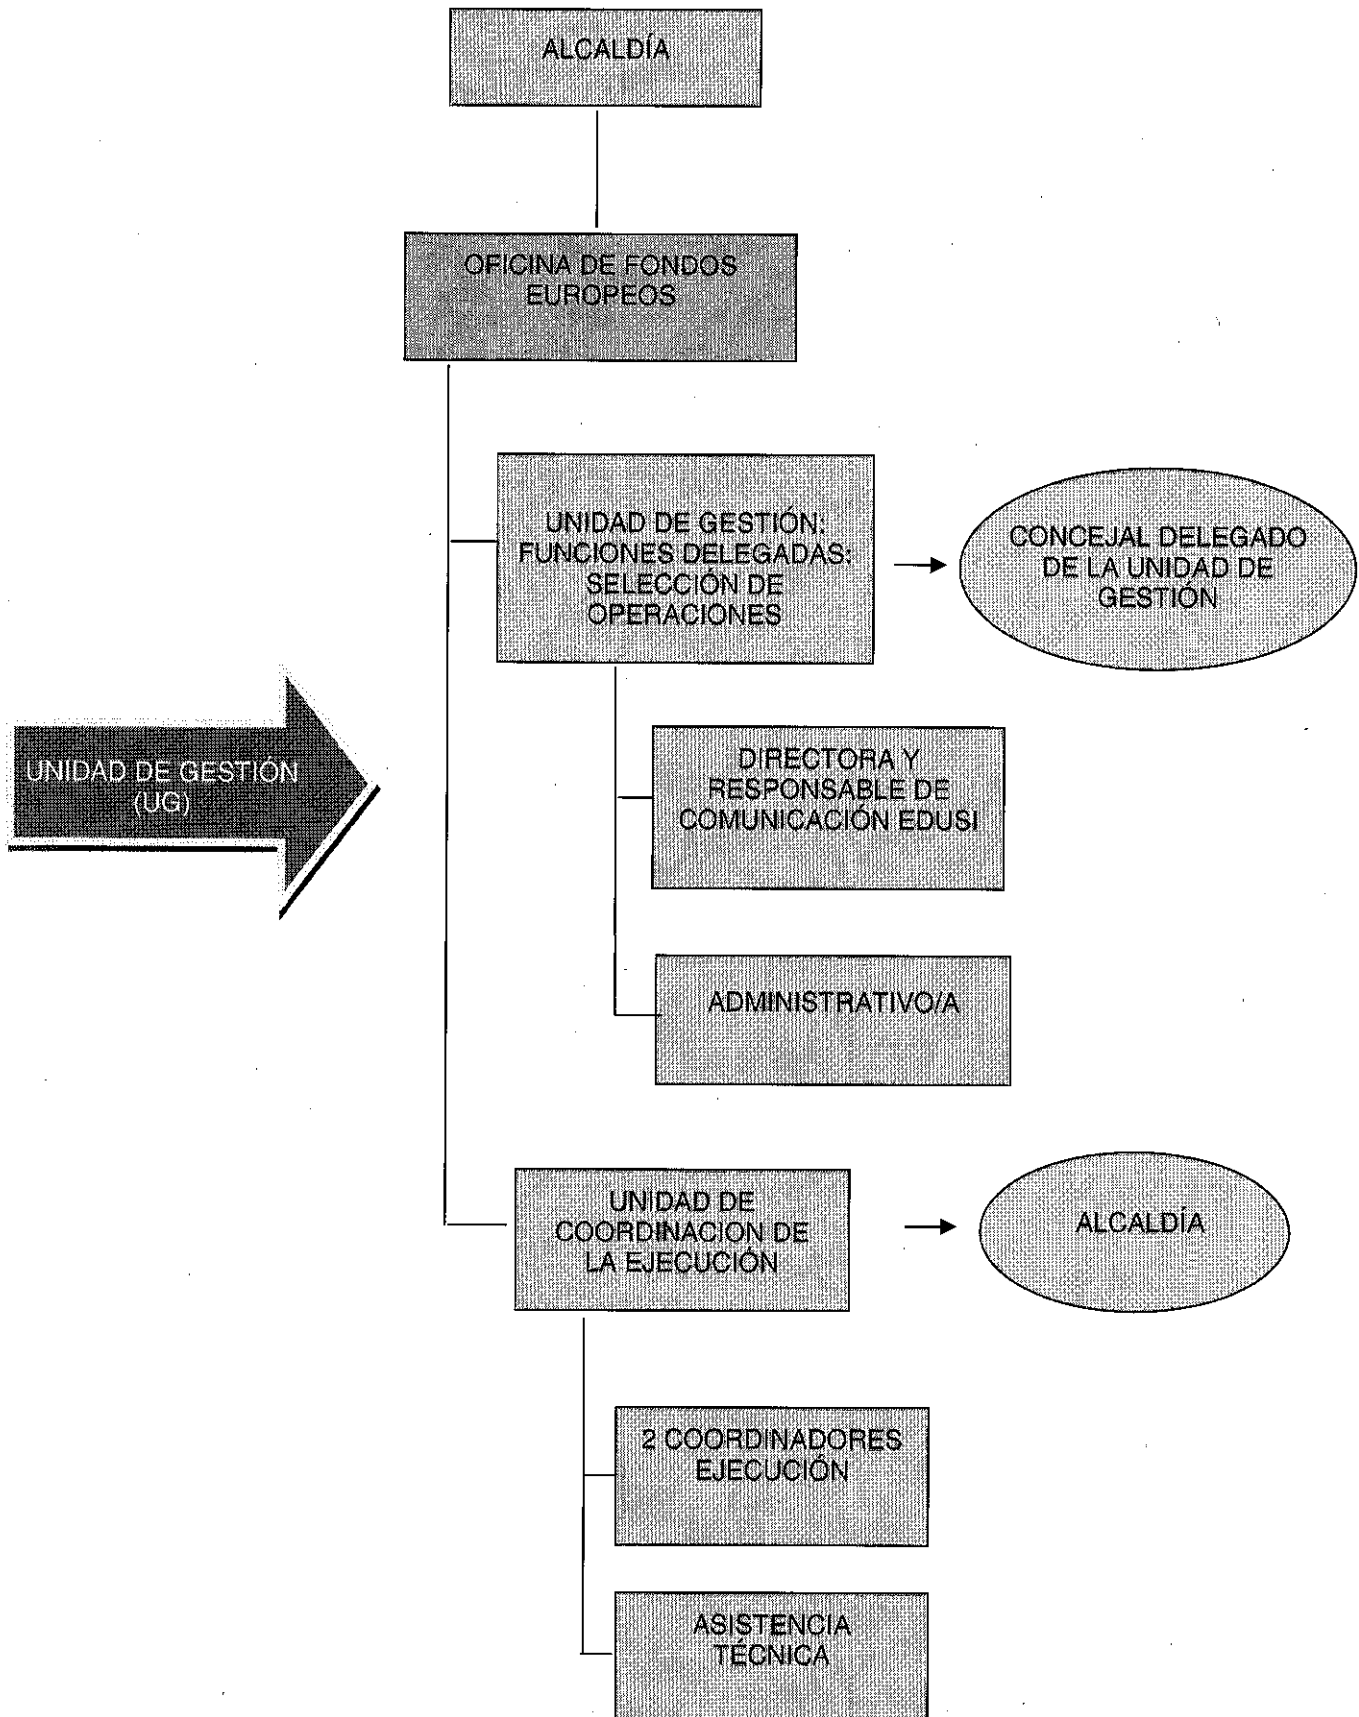 ALCALDÍA
OFICINA DE FONDOS
EUROPEOS
UNIDAD DE GESTIÓN:
FUNCIONES DELEGADAS:
SELECCIÓN DE
OPERACIONES
CONCEJAL DELEGADO
DE LA UNIDAD DE
GESTIÓN
UNIDAD DE GESTIÓN
(UG)
DIRECTORA Y
RESPONSABLE DE
COMUNICACIÓN EDUSI
ADMINISTRATIVO/A
UNIDAD DE
COORDINACION DE
LA EJECUCIÓN
ALCALDÍA
2 COORDINADORES
EJECUCIÓN
ASISTENCIA
TÉCNICA